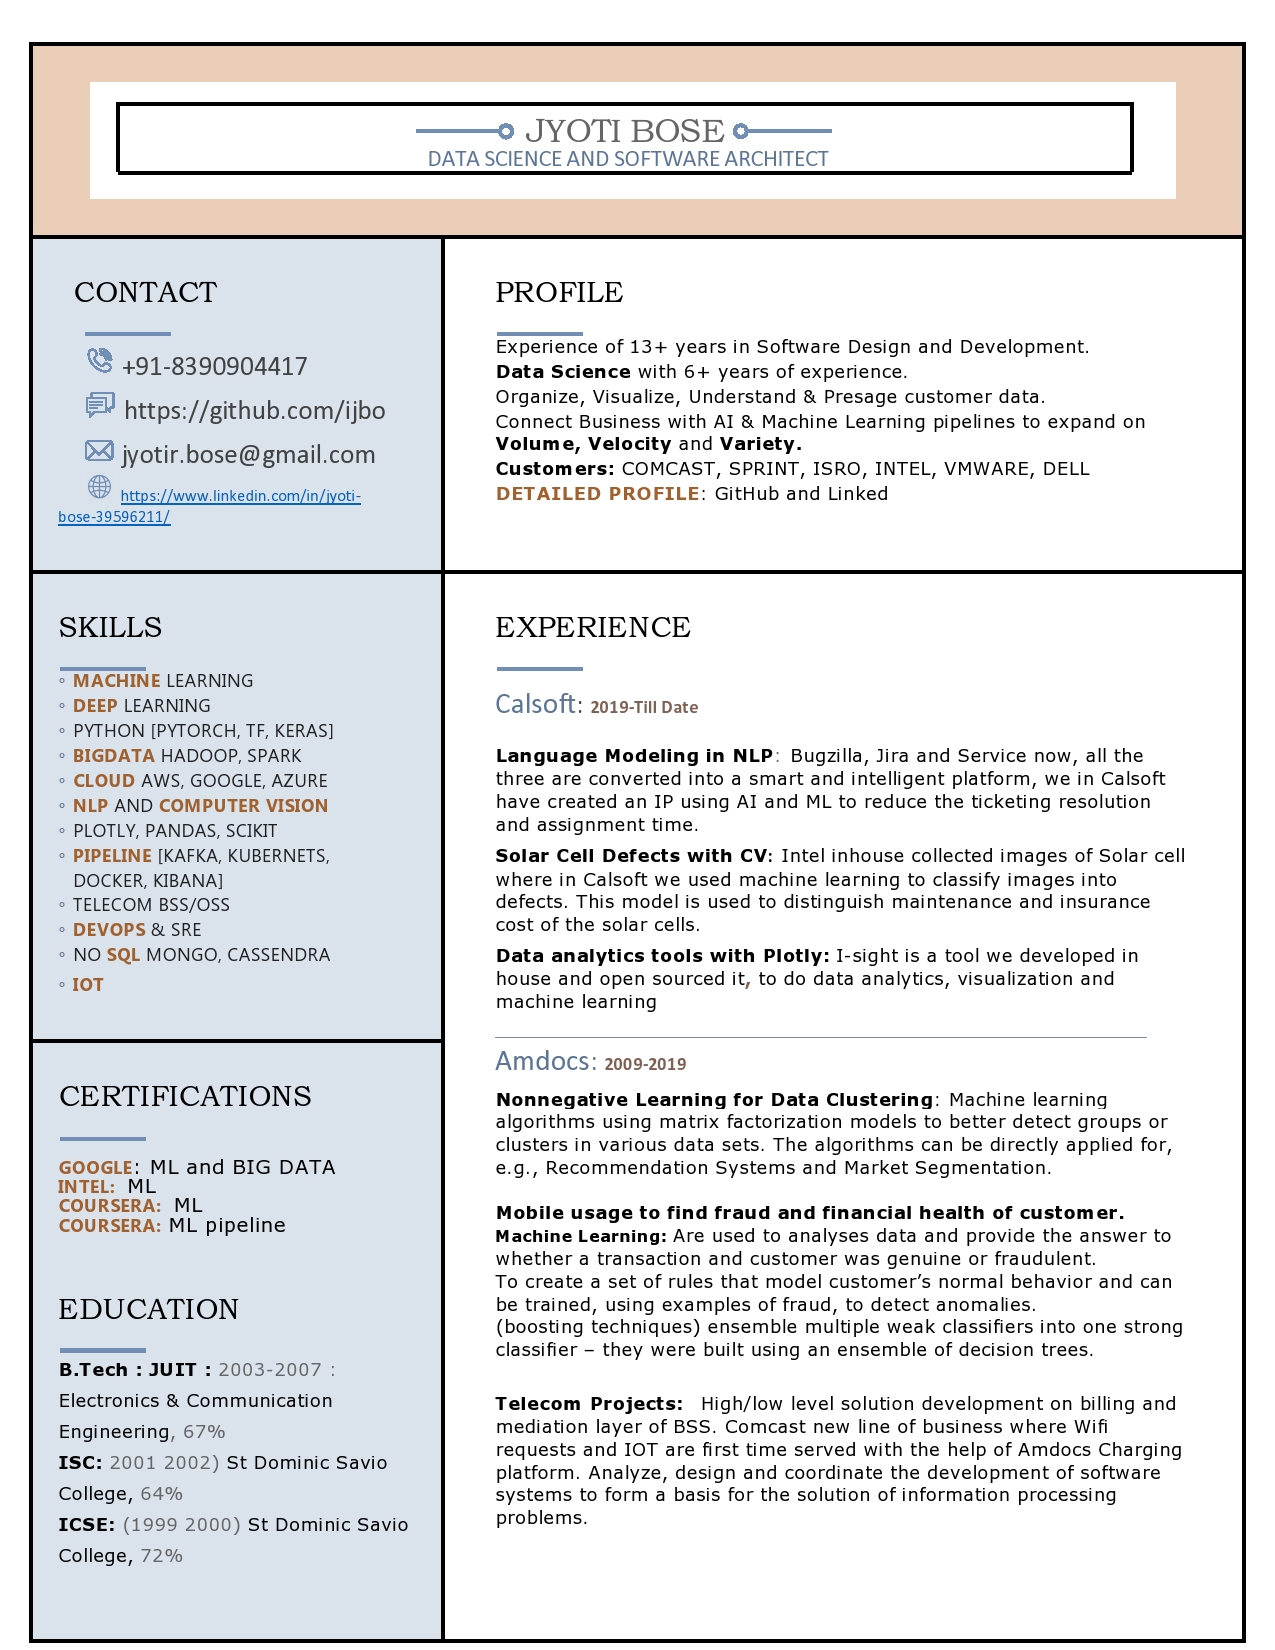 JYOTI BOSE
DATA SCIENCE AND SOFTWARE ARCHITECT
CONTACT
+91-8390904417
https://github.com/ijbo
jyotir.bose@gmail.com
https://www.linkedin.com/in/jyoti-
bose-39596211/
PROFILE
Experience of 13+ years in Software Design and Development.
Data Science with 6+ years of experience.
Organize, Visualize, Understand & Presage customer data.
Connect Business with AI & Machine Learning pipelines to expand on
Volume, Velocity and Variety.
Customers: COMCAST, SPRINT, ISRO, INTEL, VMWARE, DELL
DETAILED PROFILE: GitHub and Linked
SKILLS
◦ MACHINE LEARNING
◦ DEEP LEARNING
◦ PYTHON [PYTORCH, TF, KERAS]
◦ BIGDATA HADOOP, SPARK
◦ CLOUD AWS, GOOGLE, AZURE
◦ NLP AND COMPUTER VISION
◦ PLOTLY, PANDAS, SCIKIT
◦ PIPELINE [KAFKA, KUBERNETS,
DOCKER, KIBANA]
◦ TELECOM BSS/OSS
◦ DEVOPS & SRE
◦ NO SQL MONGO, CASSENDRA
◦ IOT
CERTIFICATIONS
GOOGLE: ML and BIG DATA
INTEL: ML
COURSERA: ML
COURSERA: ML pipeline
EDUCATION
B.Tech : JUIT : 2003-2007 :
Electronics & Communication
Engineering, 67%
ISC: 2001 2002) St Dominic Savio
College, 64%
ICSE: (1999 2000) St Dominic Savio
College, 72%
EXPERIENCE
Calsoft: 2019-Till Date
Language Modeling in NLP: Bugzilla, Jira and Service now, all the
three are converted into a smart and intelligent platform, we in Calsoft
have created an IP using AI and ML to reduce the ticketing resolution
and assignment time.
Solar Cell Defects with CV: Intel inhouse collected images of Solar cell
where in Calsoft we used machine learning to classify images into
defects. This model is used to distinguish maintenance and insurance
cost of the solar cells.
Data analytics tools with Plotly: I-sight is a tool we developed in
house and open sourced it, to do data analytics, visualization and
machine learning
Amdocs: 2009-2019
Nonnegative Learning for Data Clustering: Machine learning
algorithms using matrix factorization models to better detect groups or
clusters in various data sets. The algorithms can be directly applied for,
e.g., Recommendation Systems and Market Segmentation.
Mobile usage to find fraud and financial health of customer.
Machine Learning: Are used to analyses data and provide the answer to
whether a transaction and customer was genuine or fraudulent.
To create a set of rules that model customer’s normal behavior and can
be trained, using examples of fraud, to detect anomalies.
(boosting techniques) ensemble multiple weak classifiers into one strong
classifier – they were built using an ensemble of decision trees.
Telecom Projects: High/low level solution development on billing and
mediation layer of BSS. Comcast new line of business where Wifi
requests and IOT are first time served with the help of Amdocs Charging
platform. Analyze, design and coordinate the development of software
systems to form a basis for the solution of information processing
problems.